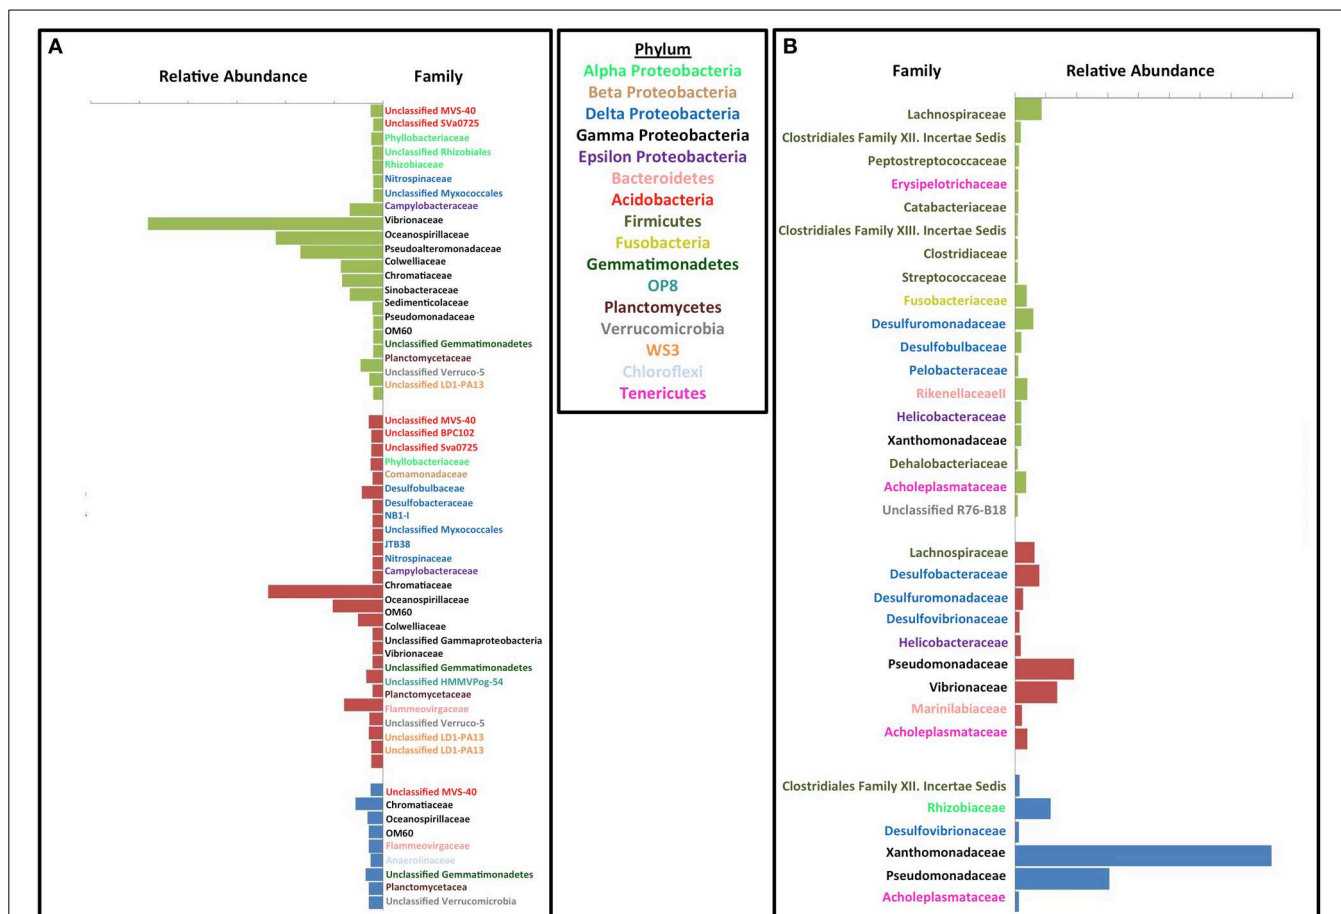 A
Relative Abundance Family
Unclassified MVS-40
Unclassified SVa0725
Phyllobacteriaceae
Unclassified Rhizobiales
Rhizobiaceae
Nitrospinaceae
Unclassified Myxococcales
Campylobacteraceae
Vibrionaceae
Oceanospirillaceae
Pseudoalteromonadaceae
Colwelliaceae
Chromatiaceae
Sinobacteraceae
Sedimenticolaceae
Pseudomonadaceae
OM60
Unclassified Gemmatimonadetes
Planctomycetaceae
Unclassified Verruco-5
Unclassified LD1-PA13
Unclassified MVS-40
Unclassified BPC102
Unclassified Sva0725
Phyllobacteriaceae
Comamonadaceae
Desulfobulbaceae
Desulfobacteraceae
NB1-I
Unclassified Myxococcales
JTB38
Nitrospinaceae
Campylobacteraceae
Chromatiaceae
Oceanospirillaceae
OM60
Colwelliaceae
Unclassified Gammaproteobacteria
Vibrionaceae
Unclassified Gemmatimonadetes
Unclassified HMMVPog-54
Planctomycetaceae
Flammeovirgaceae
Unclassified Verruco-5
Unclassified LD1-PA13
Unclassified LD1-PA13
Unclassified MVS-40
Chromatiaceae
Oceanospirillaceae
OM60
Flammeovirgaceae
Anaerolinaceae
Unclassified Gemmatimonadetes
Planctomycetacea
Unclassified Verrucomicrobia
Phylum
Alpha Proteobacteria
Beta Proteobacteria
Delta Proteobacteria
Gamma Proteobacteria
Epsilon Proteobacteria
Bacteroidetes
Acidobacteria
Firmicutes
Fusobacteria
Gemmatimonadetes
OP8
Planctomycetes
Verrucomicrobia
WS3
Chloroflexi
Tenericutes
B
Family Relative Abundance
Lachnospiraceae
Clostridiales Family XII. Incertae Sedis
Peptostreptococcaceae
Erysipelotrichaceae
Catabacteriaceae
Clostridiales Family XIII. Incertae Sedis
Clostridiaceae
Streptococcaceae
Fusobacteriaceae
Desulfuromonadaceae
Desulfobulbaceae
Pelobacteraceae
RikenellaceaeII
Helicobacteraceae
Xanthomonadaceae
Dehalobacteriaceae
Acholeplasmataceae
Unclassified R76-B18
Lachnospiraceae
Desulfobacteraceae
Desulfuromonadaceae
Desulfovibrionaceae
Helicobacteraceae
Pseudomonadaceae
Vibrionaceae
Marinilabiaceae
Acholeplasmataceae
Clostridiales Family XII. Incertae Sedis
Rhizobiaceae
Desulfovibrionaceae
Xanthomonadaceae
Pseudomonadaceae
Acholeplasmataceae